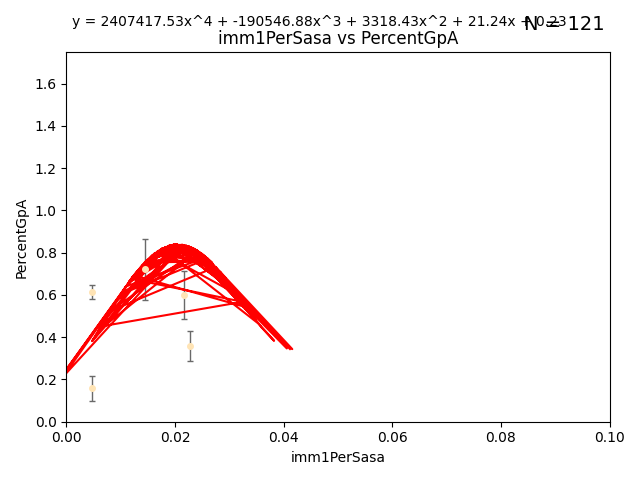 y = 2407417.53x^4 + -190546.88x^3 + 3318.43x^2 + 21.24x + 0.23
N = 121
imm1PerSasa vs PercentGpA
PercentGpA
1.6
1.4
1.2
1.0
0.8
0.6
0.4
0.2
0.0
0.00 0.02 0.04 0.06 0.08 0.10
imm1PerSasa